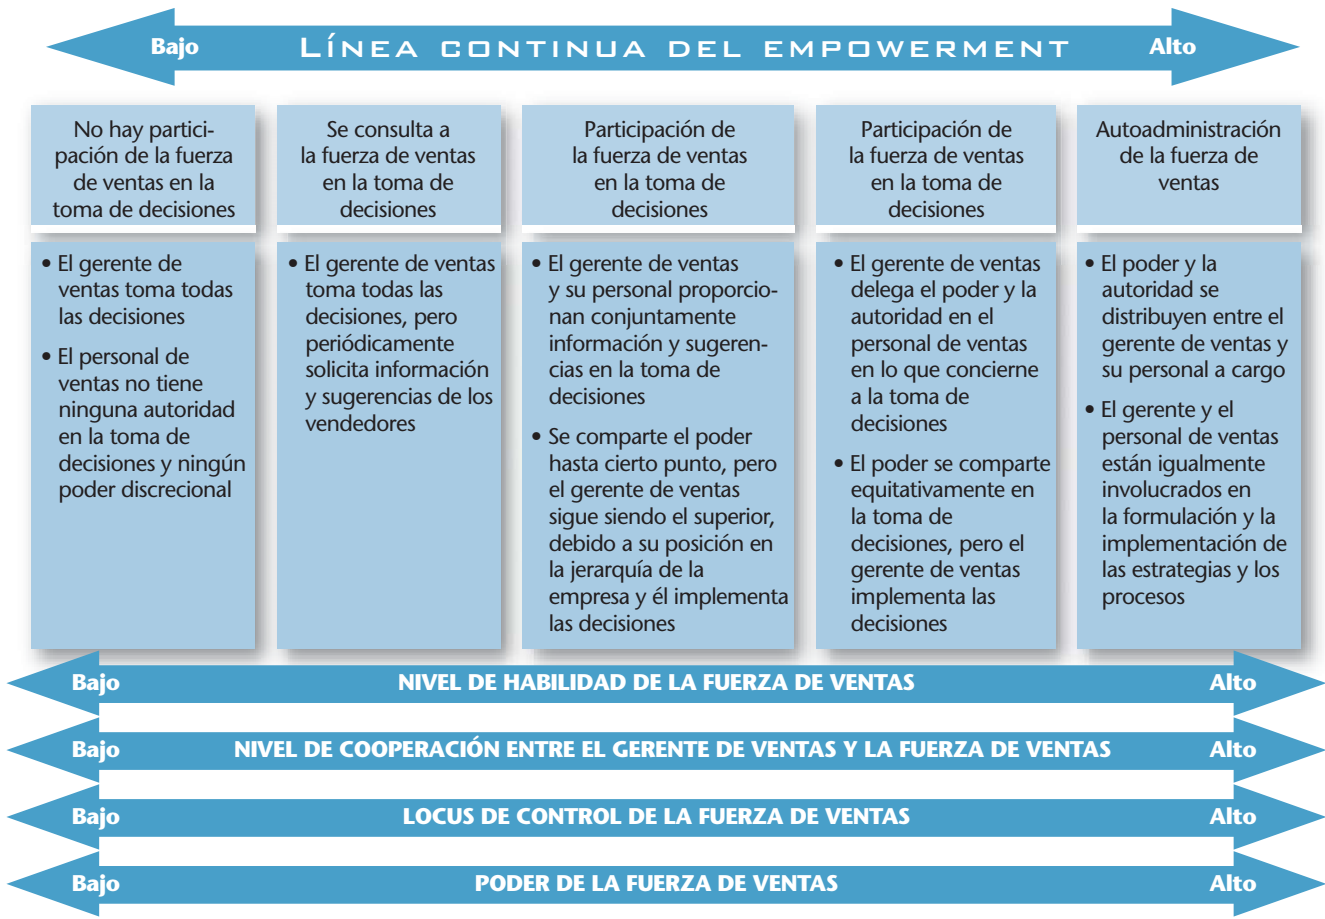 Bajo LÍNEA CONTINUA DEL EMPOWERMENT Alto
No hay partici-
pación de la fuerza
de ventas en la
toma de decisiones
Se consulta a
la fuerza de ventas
en la toma de
decisiones
Participación de
la fuerza de ventas
en la toma de
decisiones
Participación de
la fuerza de ventas
en la toma de
decisiones
Autoadministración
de la fuerza de
ventas
• El gerente de
ventas toma todas
las decisiones
• El personal de
ventas no tiene
ninguna autoridad
en la toma de
decisiones y ningún
poder discrecional
• El gerente de ventas
toma todas las
decisiones, pero
periódicamente
solicita información
y sugerencias de los
vendedores
• El gerente de ventas
y su personal proporcio-
nan conjuntamente
información y sugeren-
cias en la toma de
decisiones
• Se comparte el poder
hasta cierto punto, pero
el gerente de ventas
sigue siendo el superior,
debido a su posición en
la jerarquía de la
empresa y él implementa
las decisiones
• El gerente de ventas
delega el poder y la
autoridad en el
personal de ventas
en lo que concierne
a la toma de
decisiones
• El poder se comparte
equitativamente en
la toma de
decisiones, pero el
gerente de ventas
implementa las
decisiones
• El poder y la
autoridad se
distribuyen entre el
gerente de ventas y
su personal a cargo
• El gerente y el
personal de ventas
están igualmente
involucrados en
la formulación y la
implementación de
las estrategias y los
procesos
Bajo NIVEL DE HABILIDAD DE LA FUERZA DE VENTAS Alto
Bajo NIVEL DE COOPERACIÓN ENTRE EL GERENTE DE VENTAS Y LA FUERZA DE VENTAS Alto
Bajo LOCUS DE CONTROL DE LA FUERZA DE VENTAS Alto
Bajo PODER DE LA FUERZA DE VENTAS Alto